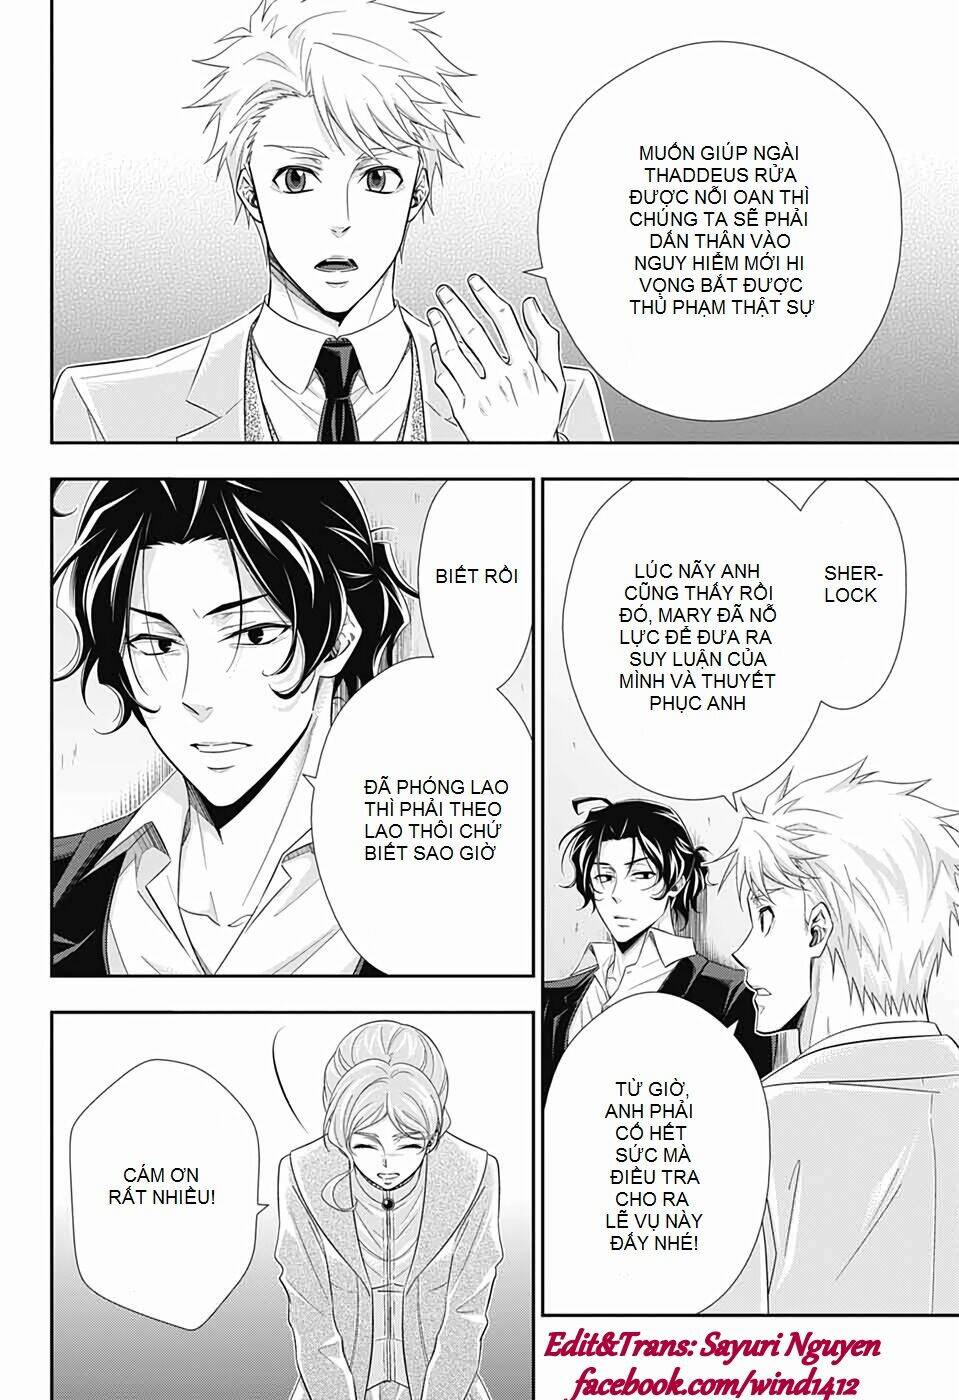 MUỐN GIÚP NGÀI
THADDEUS RỬA
ĐƯỢC NỖI OAN THÌ
CHÚNG TA SẼ PHẢI
DẤN THÂN VÀO
NGUY HIỂM MỚI HI
VỌNG BẮT ĐƯỢC
THỦ PHẠM THẬT SỰ
SHER-
LOCK
LÚC NÃY ANH
CŨNG THẤY RỒI
ĐÓ, MARY ĐÃ NỖ
LỰC ĐỂ ĐƯA RA
SUY LUẬN CỦA
MÌNH VÀ THUYẾT
PHỤC ANH
TỪ GIỜ,
ANH PHẢI
CỐ HẾT
SỨC MÀ
ĐIỀU TRA
CHO RA
LẼ VỤ NÀY
ĐẤY NHÉ!
BIẾT RỒI
ĐÃ PHÓNG LAO
THÌ PHẢI THEO
LAO THÔI CHỨ
BIẾT SAO GIỜ
CÁM ƠN
RẤT NHIỀU!
Edit&Trans: Sayuri Nguyen
facebook.com/wind1412